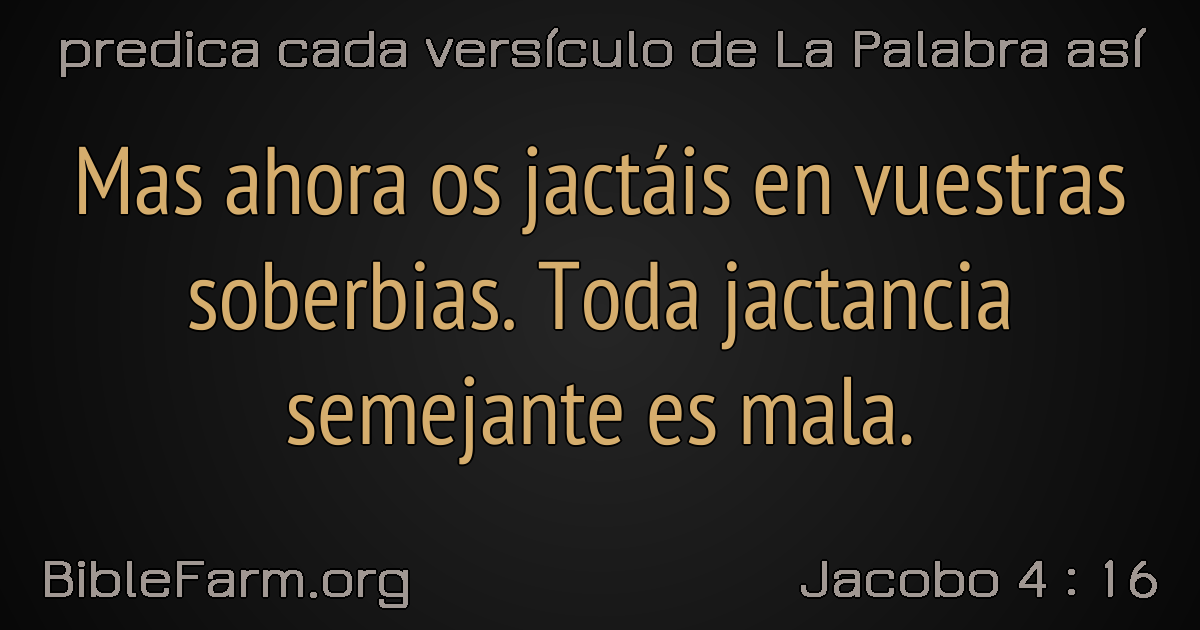 predica cada versículo de La Palabra así
Mas ahora os jactáis en vuestras
soberbias. Toda jactancia
semejante es mala.
BibleFarm.org
Jacobo 4 : 16